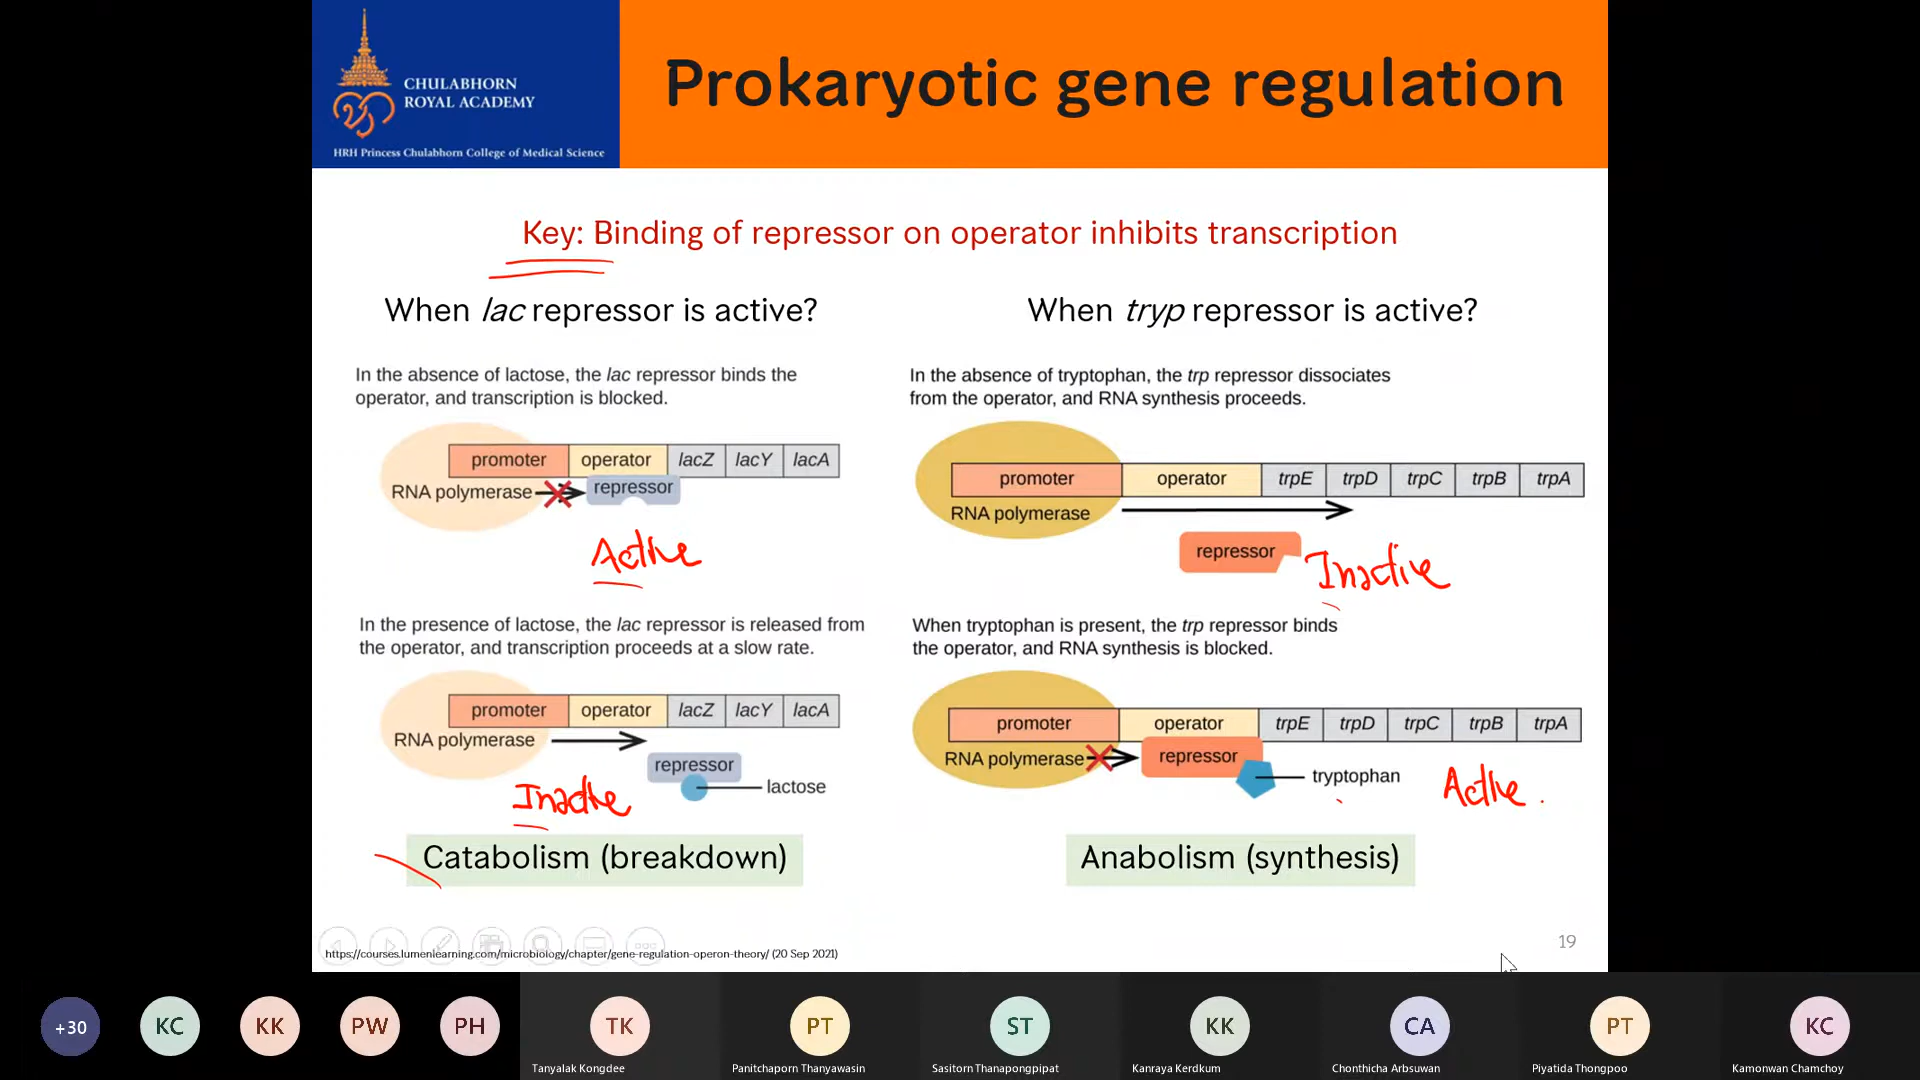 CHULABHORN
ROYAL ACADEMY
HRH Princess Chulabhorn College of Medical Science
Prokaryotic gene regulation
Key: Binding of repressor on operator inhibits transcription
When lac repressor is active?
In the absence of lactose, the lac repressor binds the
operator, and transcription is blocked.
promoter operator lacZ lacY lacA
RNA polymerase repressor
Active
In the presence of lactose, the lac repressor is released from
the operator, and transcription proceeds at a slow rate.
promoter operator lacZ lacY lacA
RNA polymerase
repressor
lactose
Inactive
Catabolism (breakdown)
When tryp repressor is active?
In the absence of tryptophan, the trp repressor dissociates
from the operator, and RNA synthesis proceeds.
promoter operator trpE trpD trpC trpB trpA
RNA polymerase
repressor
Inactive
When tryptophan is present, the trp repressor binds
the operator, and RNA synthesis is blocked.
promoter operator trpE trpD trpC trpB trpA
RNA polymerase repressor
tryptophan
Active
Anabolism (synthesis)
19
https://courses.lumenlearning.com/microbiology/chapter/gene-regulation-operon-theory/ (20 Sep 2021)
+30 KC KK PW PH TK PT ST KK CA PT KC
Tanyalak Kongdee Panitchaporn Thanyawasin Sasitorn Thanapongpipat Kanraya Kerdkum Chonthicha Arbsuwan Piyatida Thongpoo Kamonwan Chamchoy